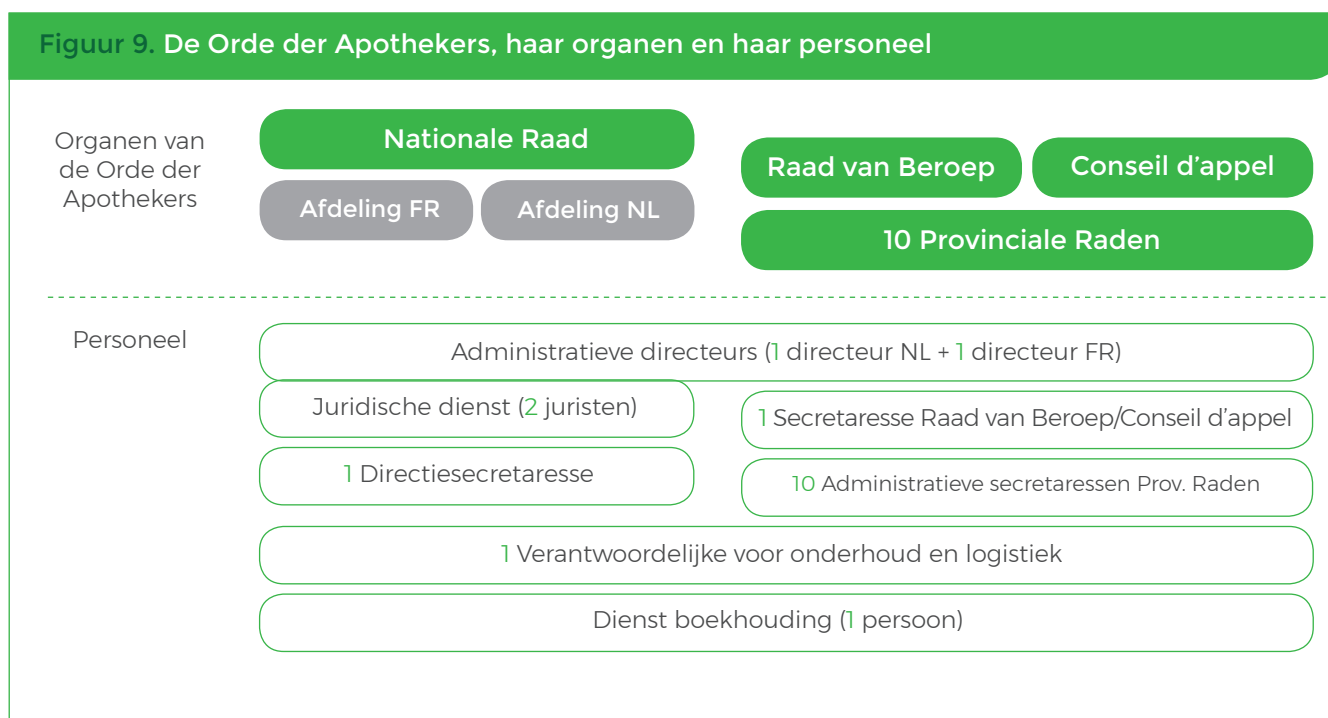 Figuur 9. De Orde der Apothekers, haar organen en haar personeel
Organen van
de Orde der
Apothekers
Nationale Raad
Afdeling FR
Afdeling NL
Raad van Beroep
Conseil d’appel
10 Provinciale Raden
Personeel
Administratieve directeurs (1 directeur NL + 1 directeur FR)
Juridische dienst (2 juristen)
1 Directiesecretaresse
1 Secretaresse Raad van Beroep/Conseil d’appel
10 Administratieve secretaressen Prov. Raden
1 Verantwoordelijke voor onderhoud en logistiek
Dienst boekhouding (1 persoon)